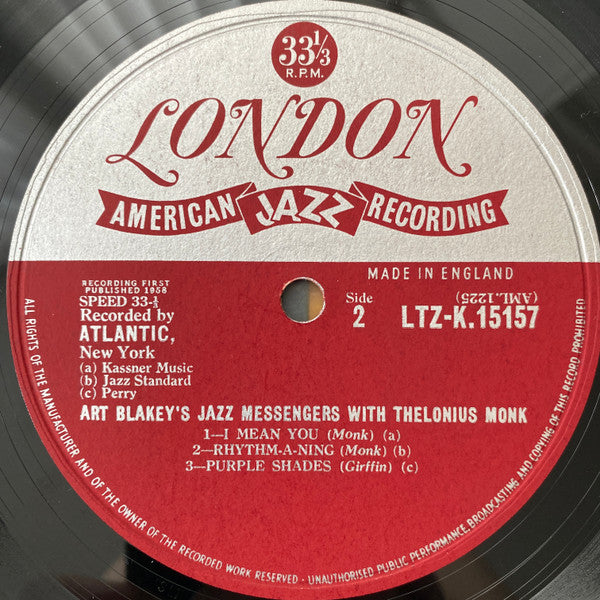 33⅓
R.P.M.
LONDON
AMERICAN JAZZ RECORDING
MADE IN ENGLAND
RECORDING FIRST
PUBLISHED 1958
SPEED 33-⅓
Recorded by
ATLANTIC,
New York
(a) Kassner Music
(b) Jazz Standard
(c) Perry
Side
2
(AML.1225)
LTZ-K.15157
ART BLAKEY'S JAZZ MESSENGERS WITH THELONIUS MONK
1—I MEAN YOU (Monk) (a)
2—RHYTHM-A-NING (Monk) (b)
3—PURPLE SHADES (Girffin) (c)
ALL RIGHTS OF THE MANUFACTURER AND OF THE OWNER OF THE RECORDED WORK RESERVED · UNAUTHORISED PUBLIC PERFORMANCE, BROADCASTING AND COPYING OF THIS RECORD PROHIBITED